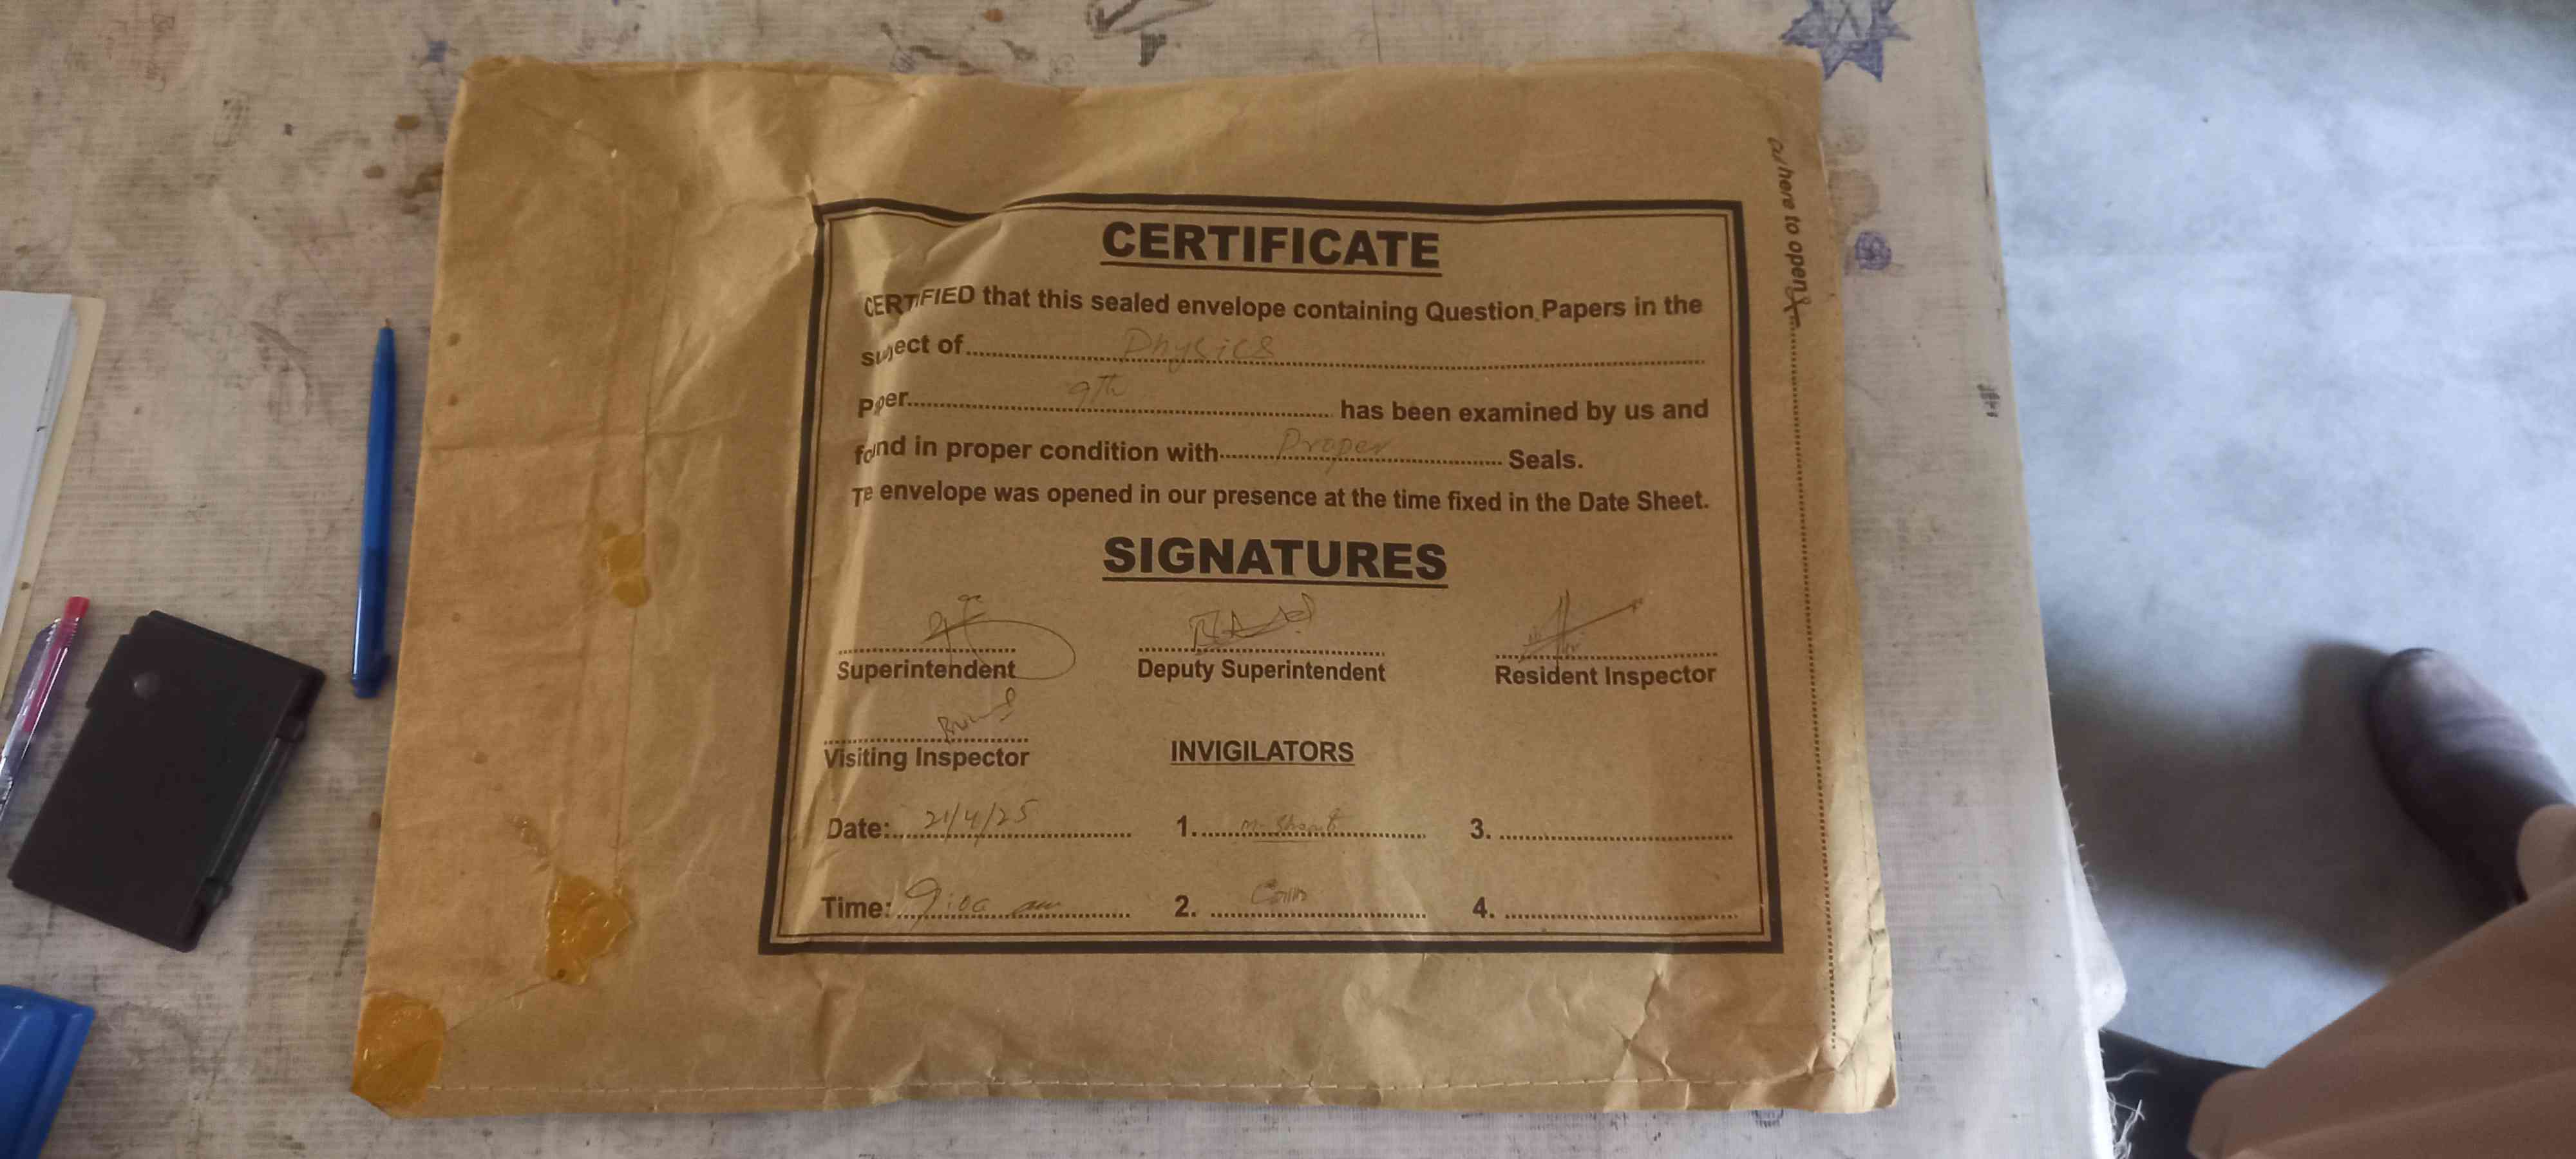 cut here to open
CERTIFICATE
CERTIFIED that this sealed envelope containing Question Papers in the
subject of Physics
Paper 9th has been examined by us and
found in proper condition with Proper Seals.
The envelope was opened in our presence at the time fixed in the Date Sheet.
SIGNATURES
Superintendent Deputy Superintendent Resident Inspector
Visiting Inspector INVIGILATORS
Date: 21/4/25 1. 3.
Time: 9:00 am 2. 4.